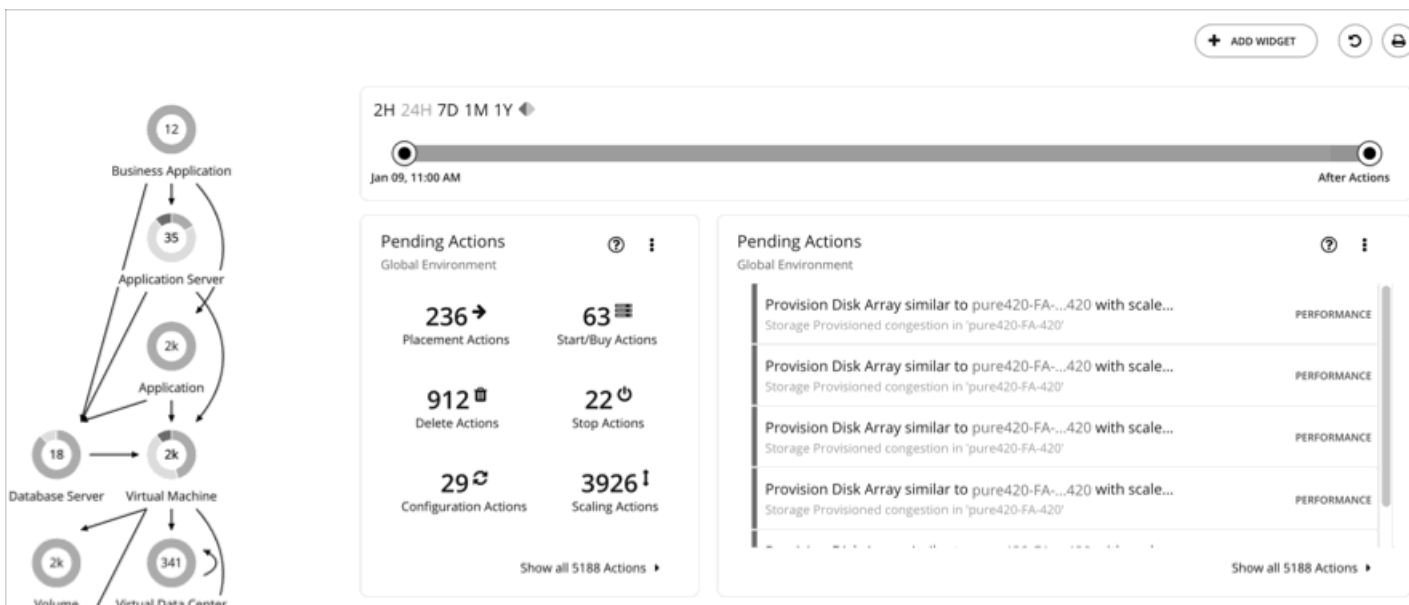 ADD WIDGET
12
Business Application
35
Application Server
2k
Application
18
Database Server
2k
Virtual Machine
2k
Volume
341
Virtual Data Center
2H 24H 7D 1M 1Y
Jan 09, 11:00 AM
After Actions
Pending Actions
Global Environment
236
Placement Actions
63
Start/Buy Actions
912
Delete Actions
22
Stop Actions
29
Configuration Actions
3926
Scaling Actions
Show all 5188 Actions
Pending Actions
Global Environment
Provision Disk Array similar to pure420-FA-...420 with scale...
Storage Provisioned congestion in 'pure420-FA-420'
PERFORMANCE
Provision Disk Array similar to pure420-FA-...420 with scale...
Storage Provisioned congestion in 'pure420-FA-420'
PERFORMANCE
Provision Disk Array similar to pure420-FA-...420 with scale...
Storage Provisioned congestion in 'pure420-FA-420'
PERFORMANCE
Provision Disk Array similar to pure420-FA-...420 with scale...
Storage Provisioned congestion in 'pure420-FA-420'
PERFORMANCE
Show all 5188 Actions